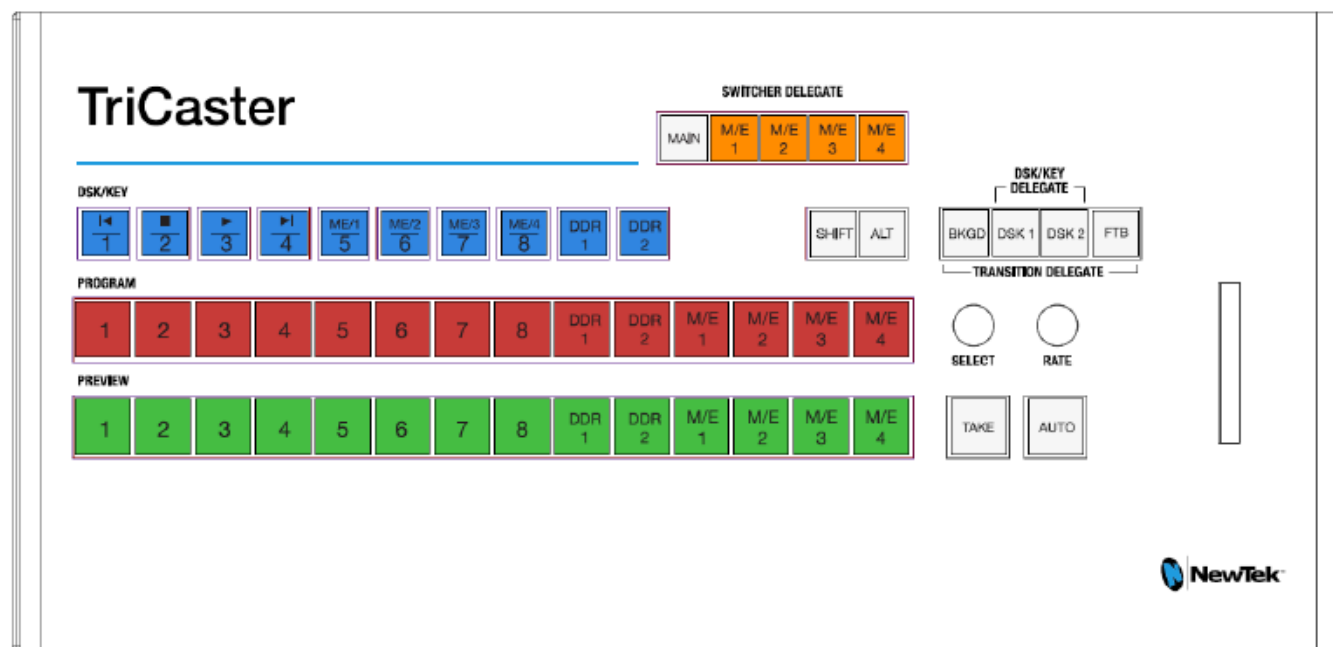 TriCaster
SWITCHER DELEGATE
MAIN M/E 1 M/E 2 M/E 3 M/E 4
DSK/KEY
1 2 3 4 ME/1 5 ME/2 6 ME/3 7 ME/4 8 DDR 1 DDR 2
SHIFT ALT
DSK/KEY
DELEGATE
BKGD DSK 1 DSK 2 FTB
TRANSITION DELEGATE
PROGRAM
1 2 3 4 5 6 7 8 DDR 1 DDR 2 M/E 1 M/E 2 M/E 3 M/E 4
SELECT RATE
PREVIEW
1 2 3 4 5 6 7 8 DDR 1 DDR 2 M/E 1 M/E 2 M/E 3 M/E 4
TAKE AUTO
NewTek